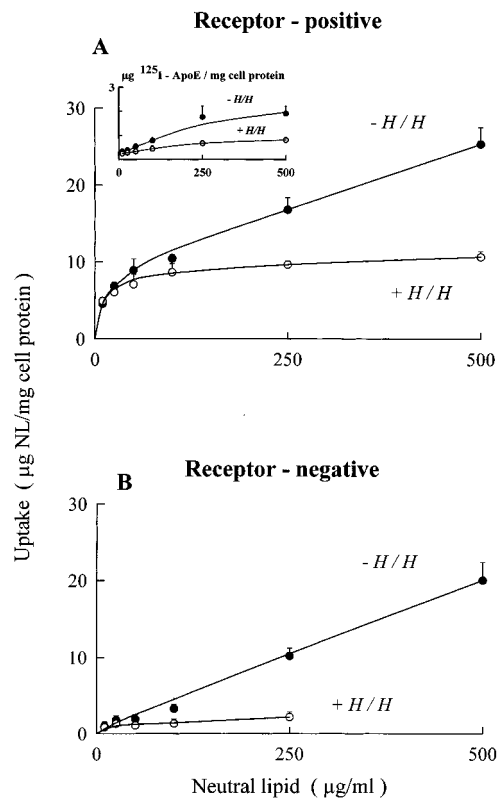 Receptor - positive
A
µg ¹²⁵I - ApoE / mg cell protein
3
- H/H
+ H/H
0 250 500
30
20
10
0
- H / H
+ H / H
0 250 500
Uptake ( µg NL/mg cell protein)
Receptor - negative
B
30
20
10
0
- H / H
+ H / H
0 250 500
Neutral lipid ( µg/ml )